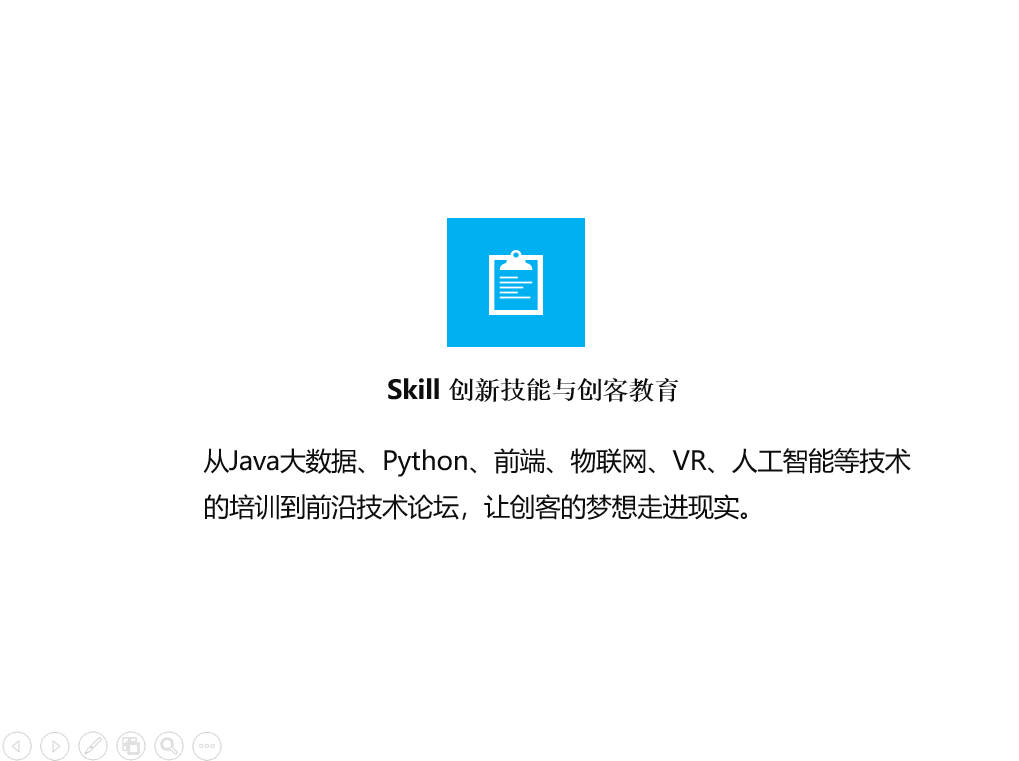 Skill 创新技能与创客教育
从Java大数据、Python、前端、物联网、VR、人工智能等技术
的培训到前沿技术论坛，让创客的梦想走进现实。